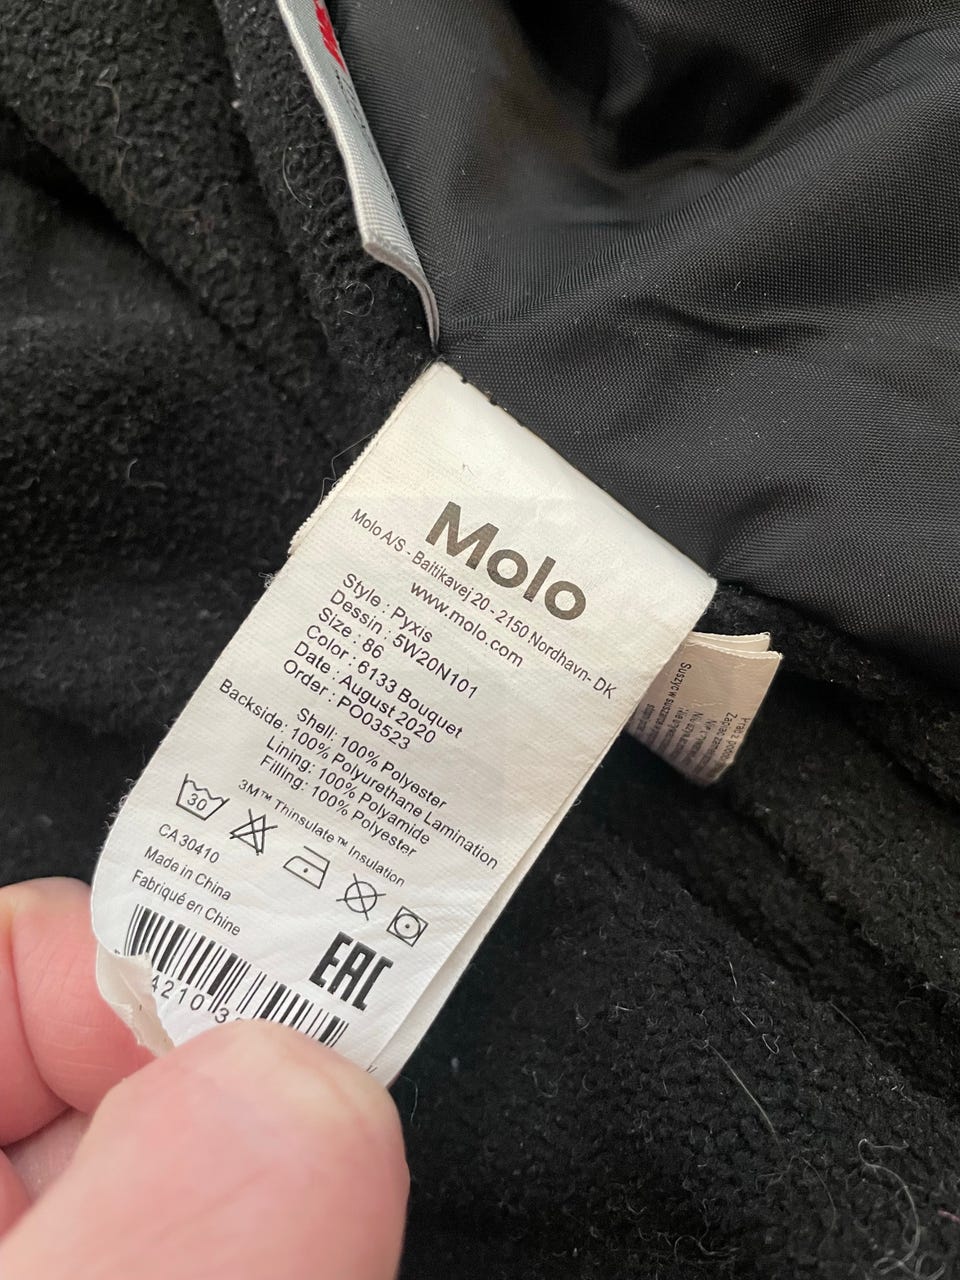 Molo
Molo A/S - Baltikavej 20 - 2150 Nordhavn- DK
www.molo.com
Style : Pyxis
Dessin : 5W20N101
Size : 86
Color : 6133 Bouquet
Date : August 2020
Order : PO03523
Shell: 100% Polyester
Backside: 100% Polyurethane Lamination
Lining: 100% Polyamide
Filling: 100% Polyester
3M™ Thinsulate™ Insulation
30
CA 30410
Made in China
Fabriqué en Chine
EAC
4210 3